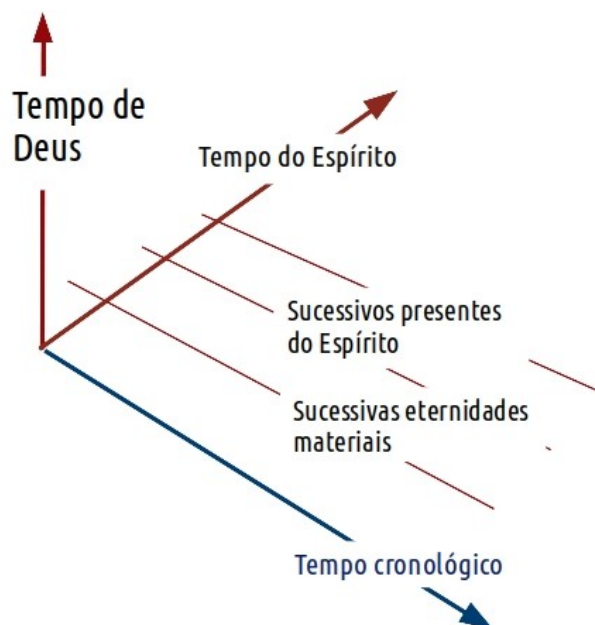 Tempo de
Deus
Tempo do Espírito
Sucessivos presentes
do Espírito
Sucessivas eternidades
materiais
Tempo cronológico